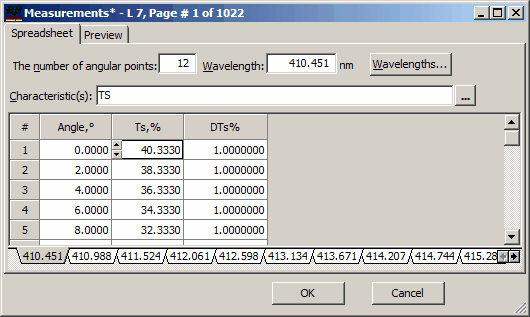 Measurements* - L 7, Page # 1 of 1022
Spreadsheet Preview
The number of angular points: 12 Wavelength: 410.451 nm Wavelengths...
Characteristic(s): TS ...
# Angle,° Ts,% DTs%
1 0.0000 40.3330 1.0000000
2 2.0000 38.3330 1.0000000
3 4.0000 36.3330 1.0000000
4 6.0000 34.3330 1.0000000
5 8.0000 32.3330 1.0000000
410.451 410.988 411.524 412.061 412.598 413.134 413.671 414.207 414.744 415.28
OK Cancel